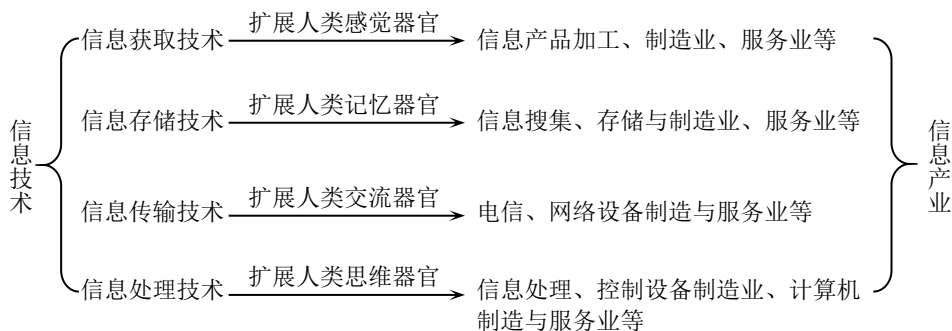 信息技术
信息获取技术
扩展人类感觉器官
信息产品加工、制造业、服务业等
信息存储技术
扩展人类记忆器官
信息搜集、存储与制造业、服务业等
信息传输技术
扩展人类交流器官
电信、网络设备制造与服务业等
信息处理技术
扩展人类思维器官
信息处理、控制设备制造业、计算机
制造与服务业等
信息产业